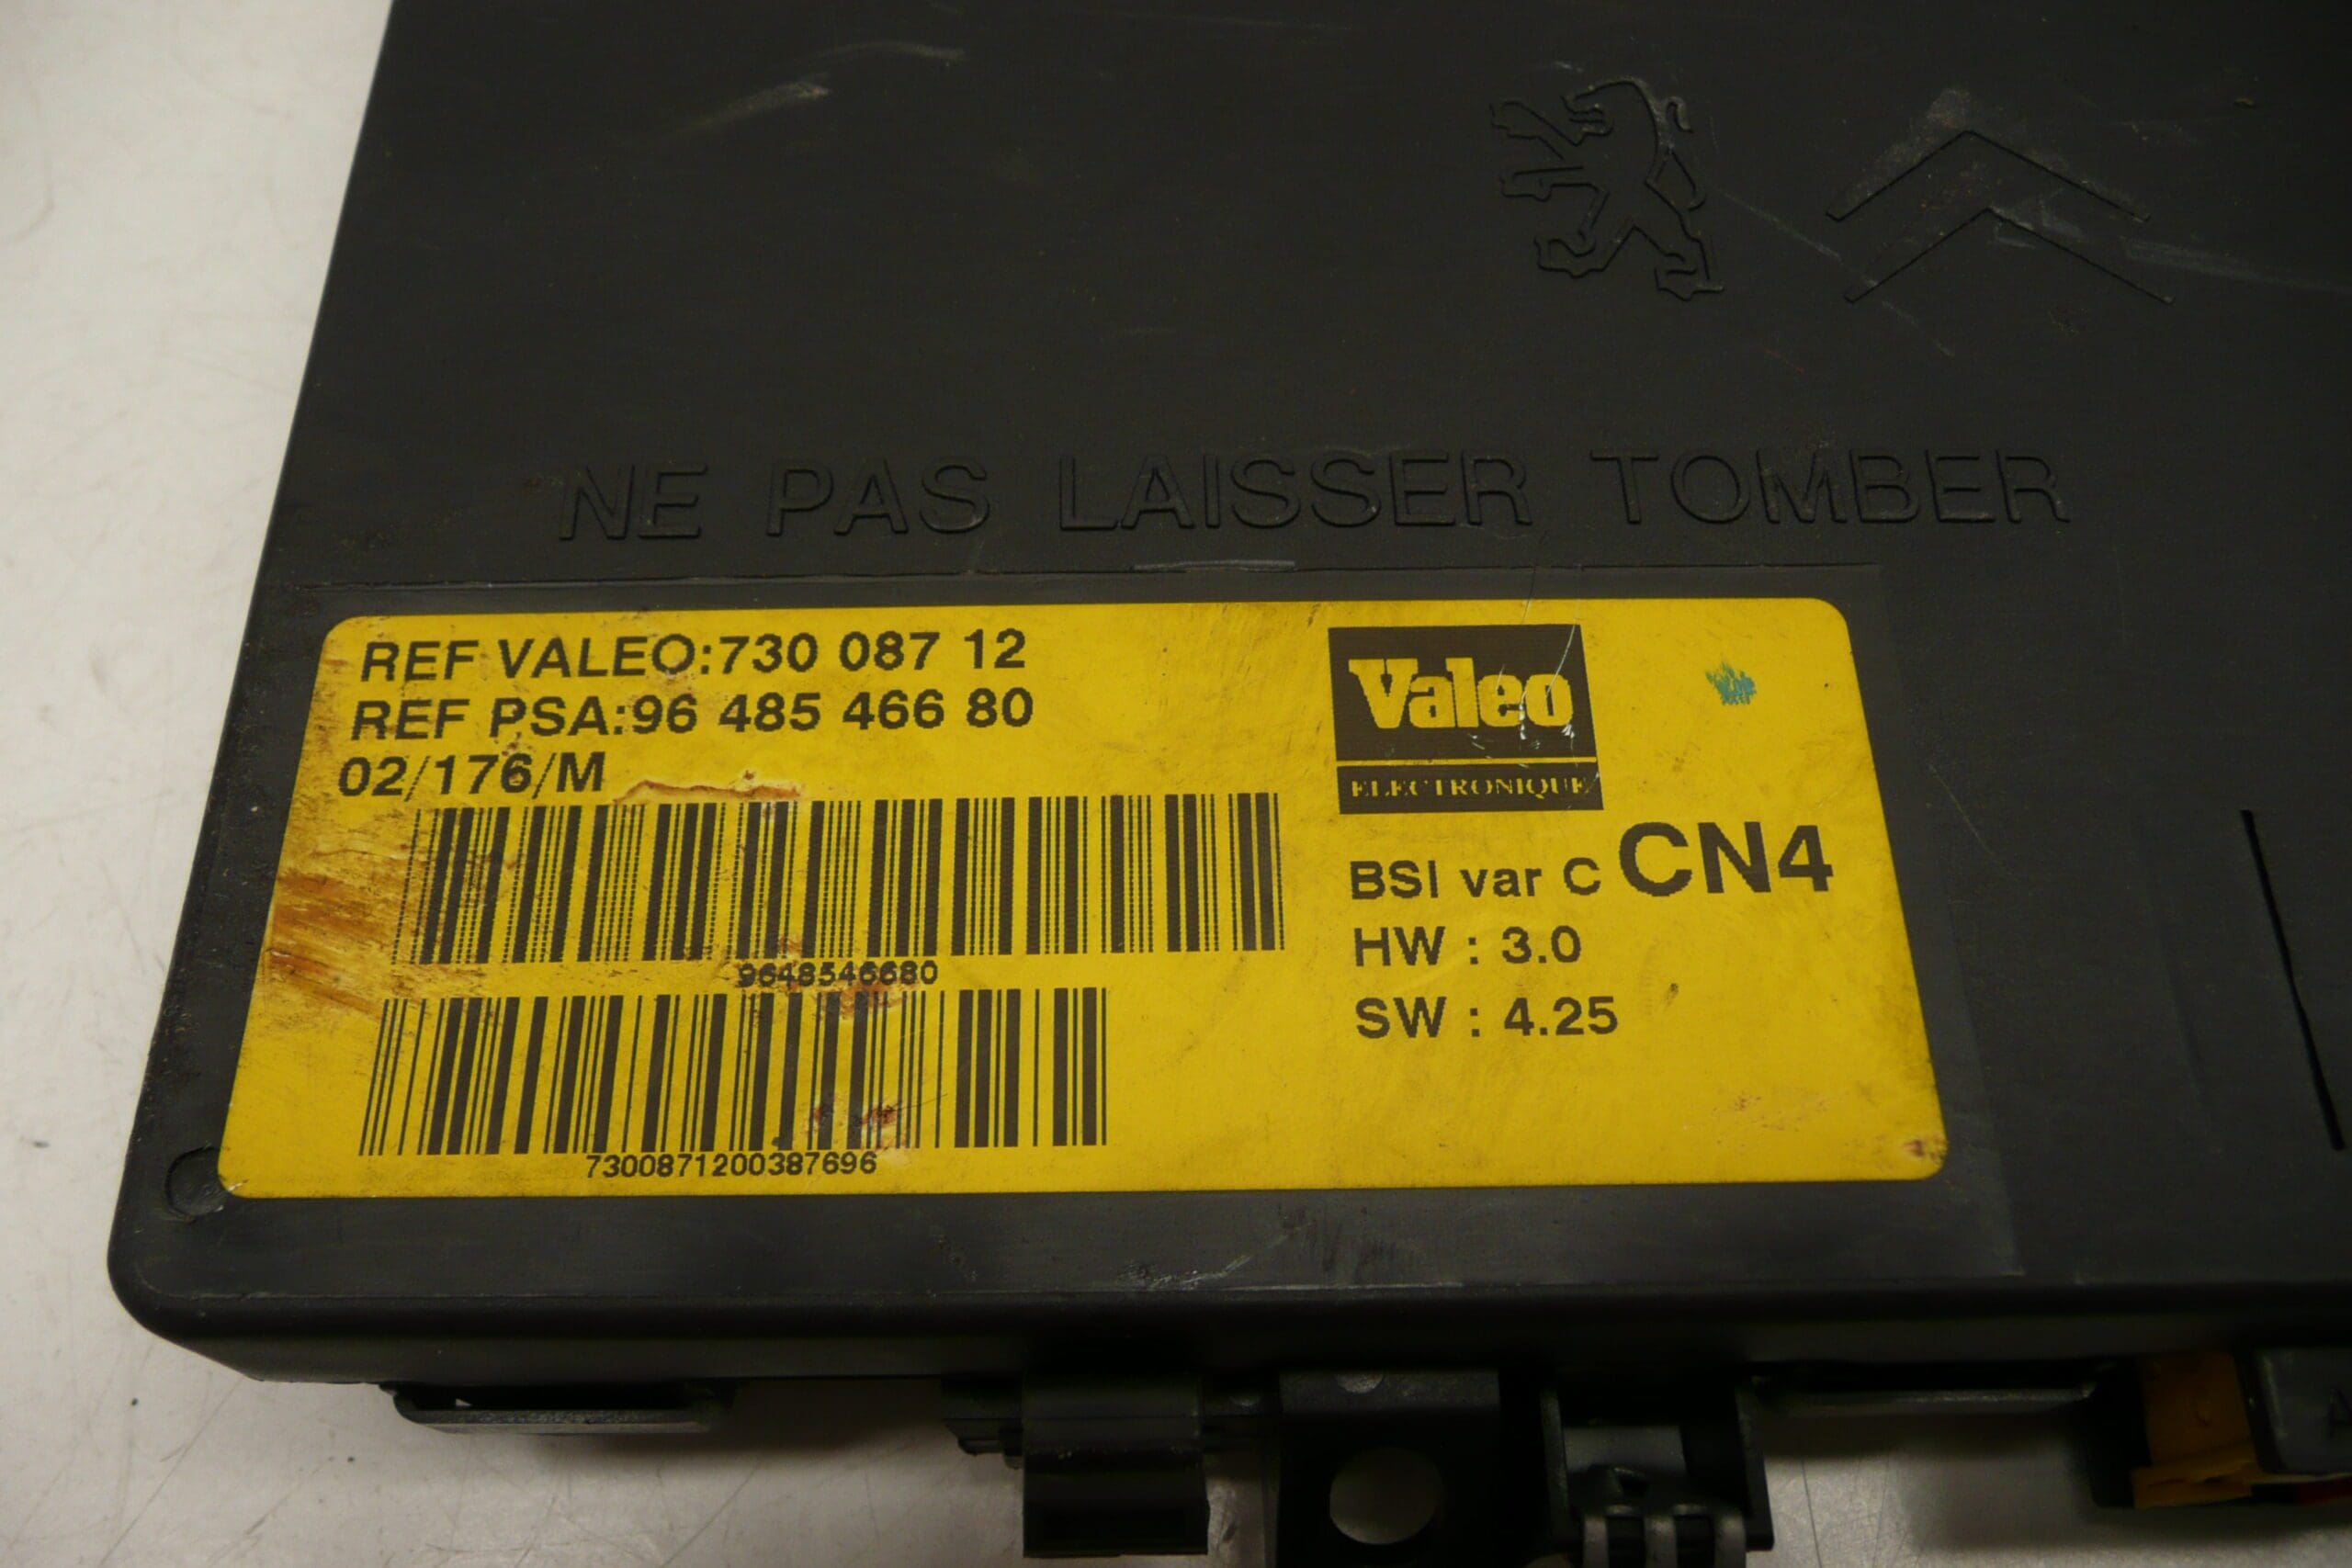 NE PAS LAISSER TOMBER
REF VALEO:730 087 12
REF PSA:96 485 466 80
02/176/M
9648546680
7300871200387696
Valeo
ELECTRONIQUE
BSI var C CN4
HW : 3.0
SW : 4.25